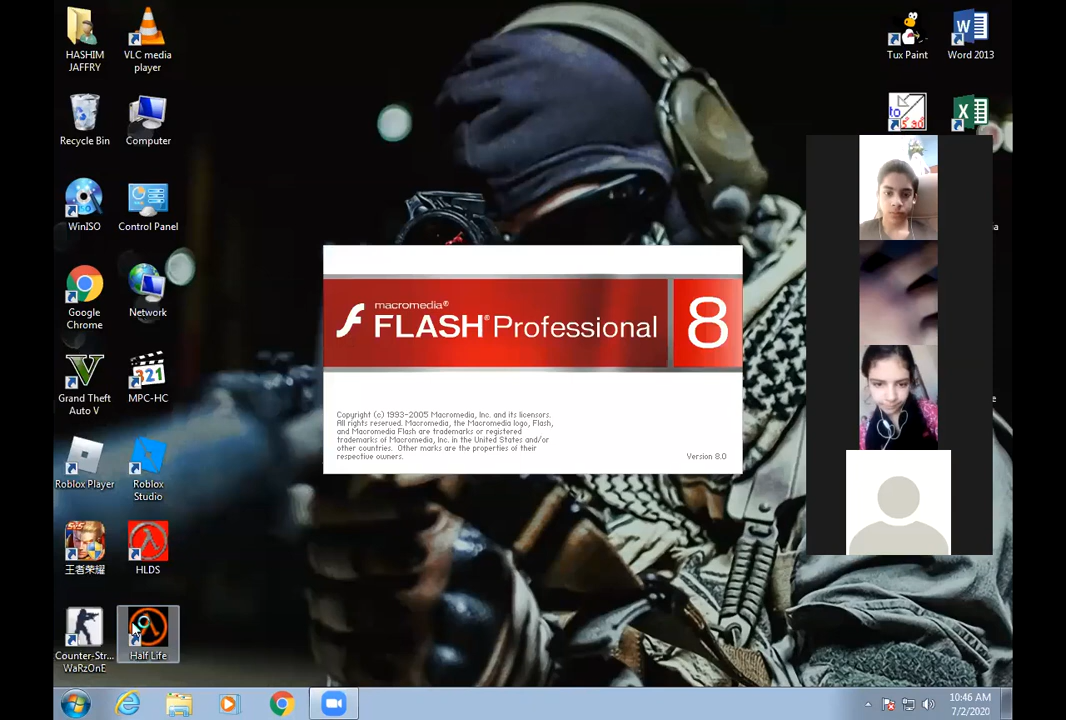 HASHIM
JAFFRY
VLC media
player
Tux Paint
Word 2013
Recycle Bin
Computer
WinISO
Control Panel
Google
Chrome
Network
Grand Theft
Auto V
MPC-HC
321
Roblox Player
Roblox
Studio
王者荣耀
HLDS
Counter-Str...
WaRzOnE
Half Life
macromedia®
FLASH® Professional 8
Copyright (c) 1993-2005 Macromedia, Inc. and its licensors.
All rights reserved. Macromedia, the Macromedia logo, Flash,
and Macromedia Flash are trademarks or registered
trademarks of Macromedia, Inc. in the United States and/or
other countries. Other marks are the properties of their
respective owners.
Version 8.0
10:46 AM
7/2/2020